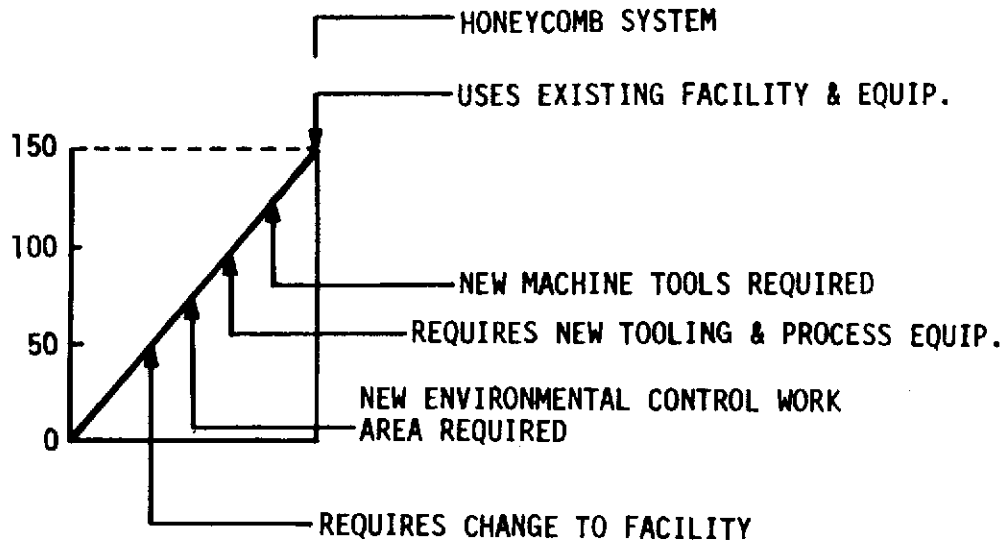 HONEYCOMB SYSTEM
USES EXISTING FACILITY & EQUIP.
150
100
NEW MACHINE TOOLS REQUIRED
REQUIRES NEW TOOLING & PROCESS EQUIP.
50
NEW ENVIRONMENTAL CONTROL WORK
AREA REQUIRED
0
REQUIRES CHANGE TO FACILITY